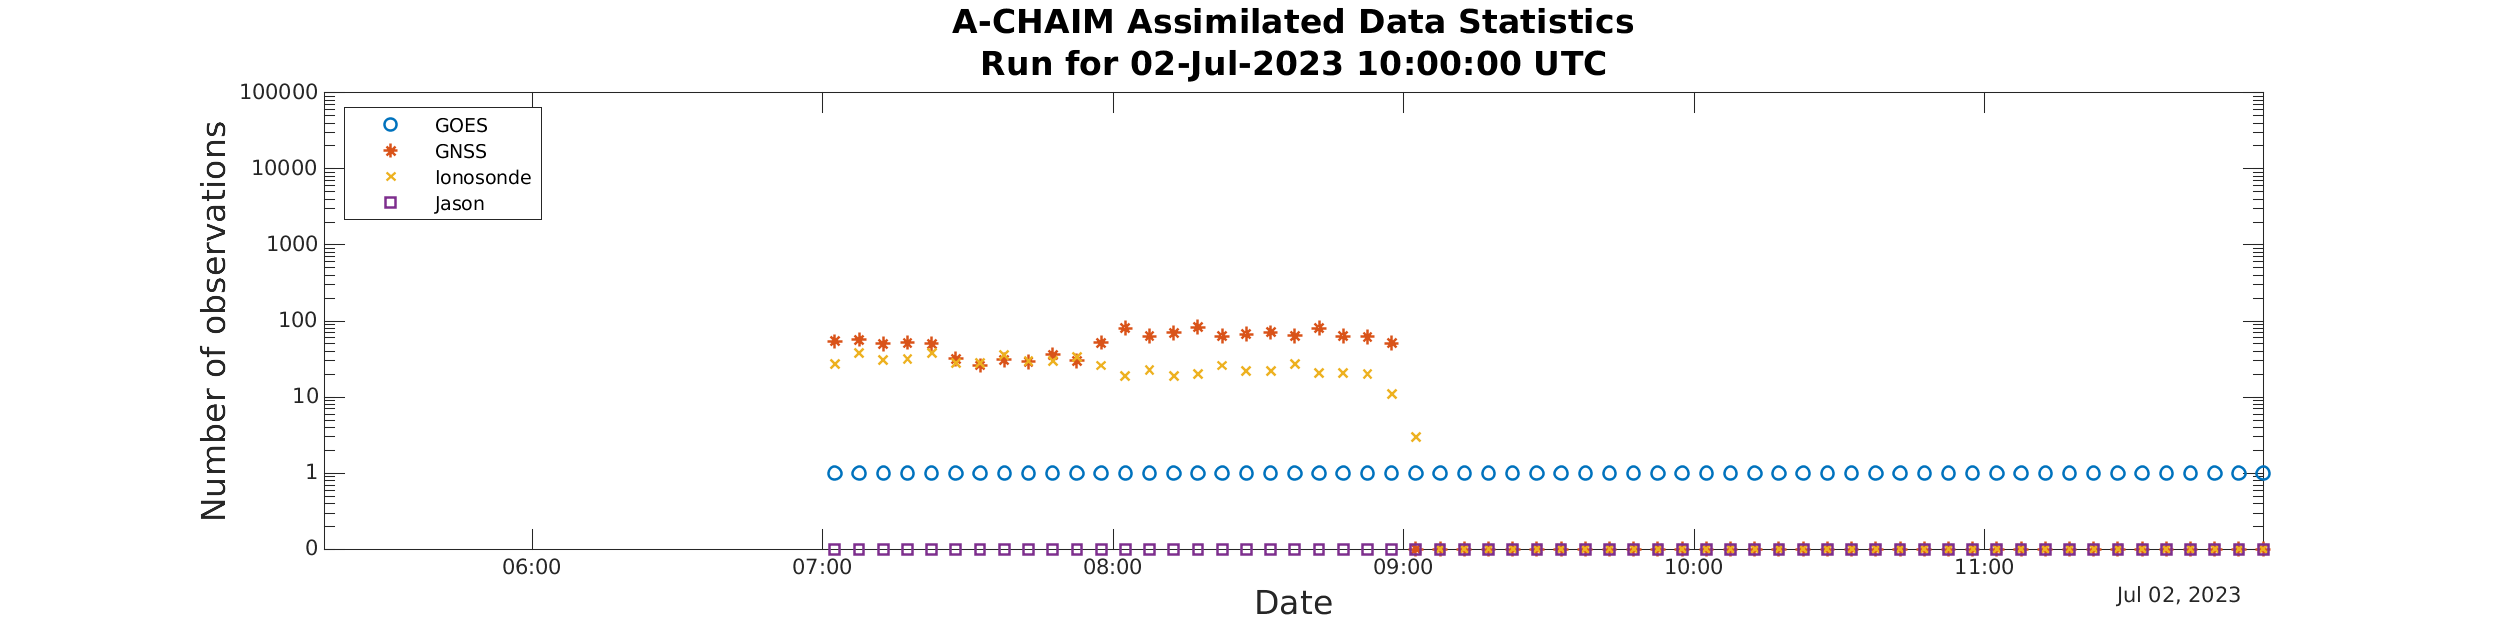 A-CHAIM Assimilated Data Statistics
Run for 02-Jul-2023 10:00:00 UTC
Number of observations
100000
10000
1000
100
10
1
0
GOES
GNSS
Ionosonde
Jason
06:00 07:00 08:00 09:00 10:00 11:00
Date
Jul 02, 2023